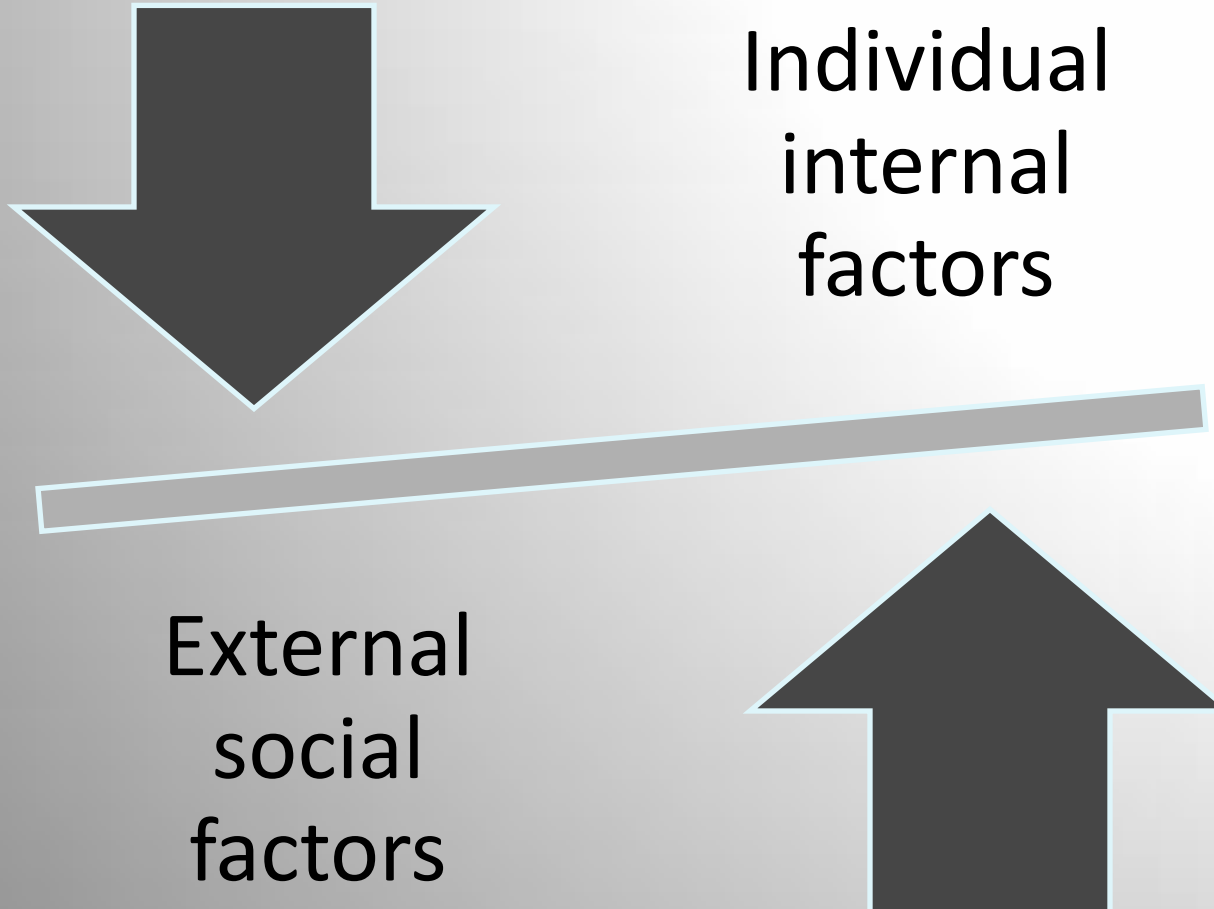 Individual
internal
factors
External
social
factors